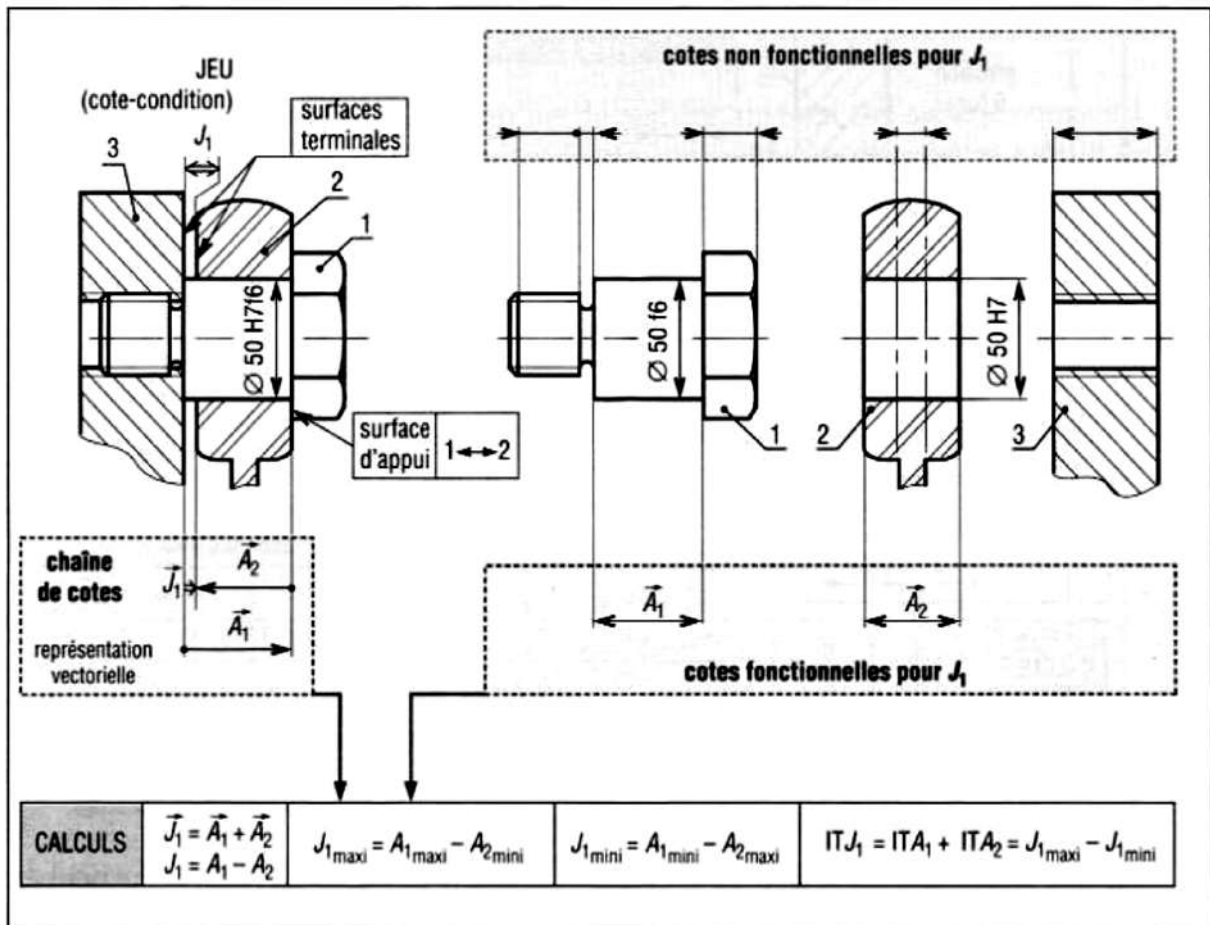 cotes non fonctionnelles pour J₁
JEU
(cote-condition)
J₁
surfaces
terminales
3
2
1
Ø 50 H7f6
surface
d'appui
1↔2
Ø 50 f6
1
2
Ø 50 H7
3
chaîne
de cotes
J₁
A₂
A₁
représentation
vectorielle
A₁
A₂
cotes fonctionnelles pour J₁
CALCULS
J₁ = A₁ + A₂
J₁ = A₁ – A₂
J₁maxi = A₁maxi – A₂mini
J₁mini = A₁mini – A₂maxi
ITJ₁ = ITA₁ + ITA₂ = J₁maxi – J₁mini